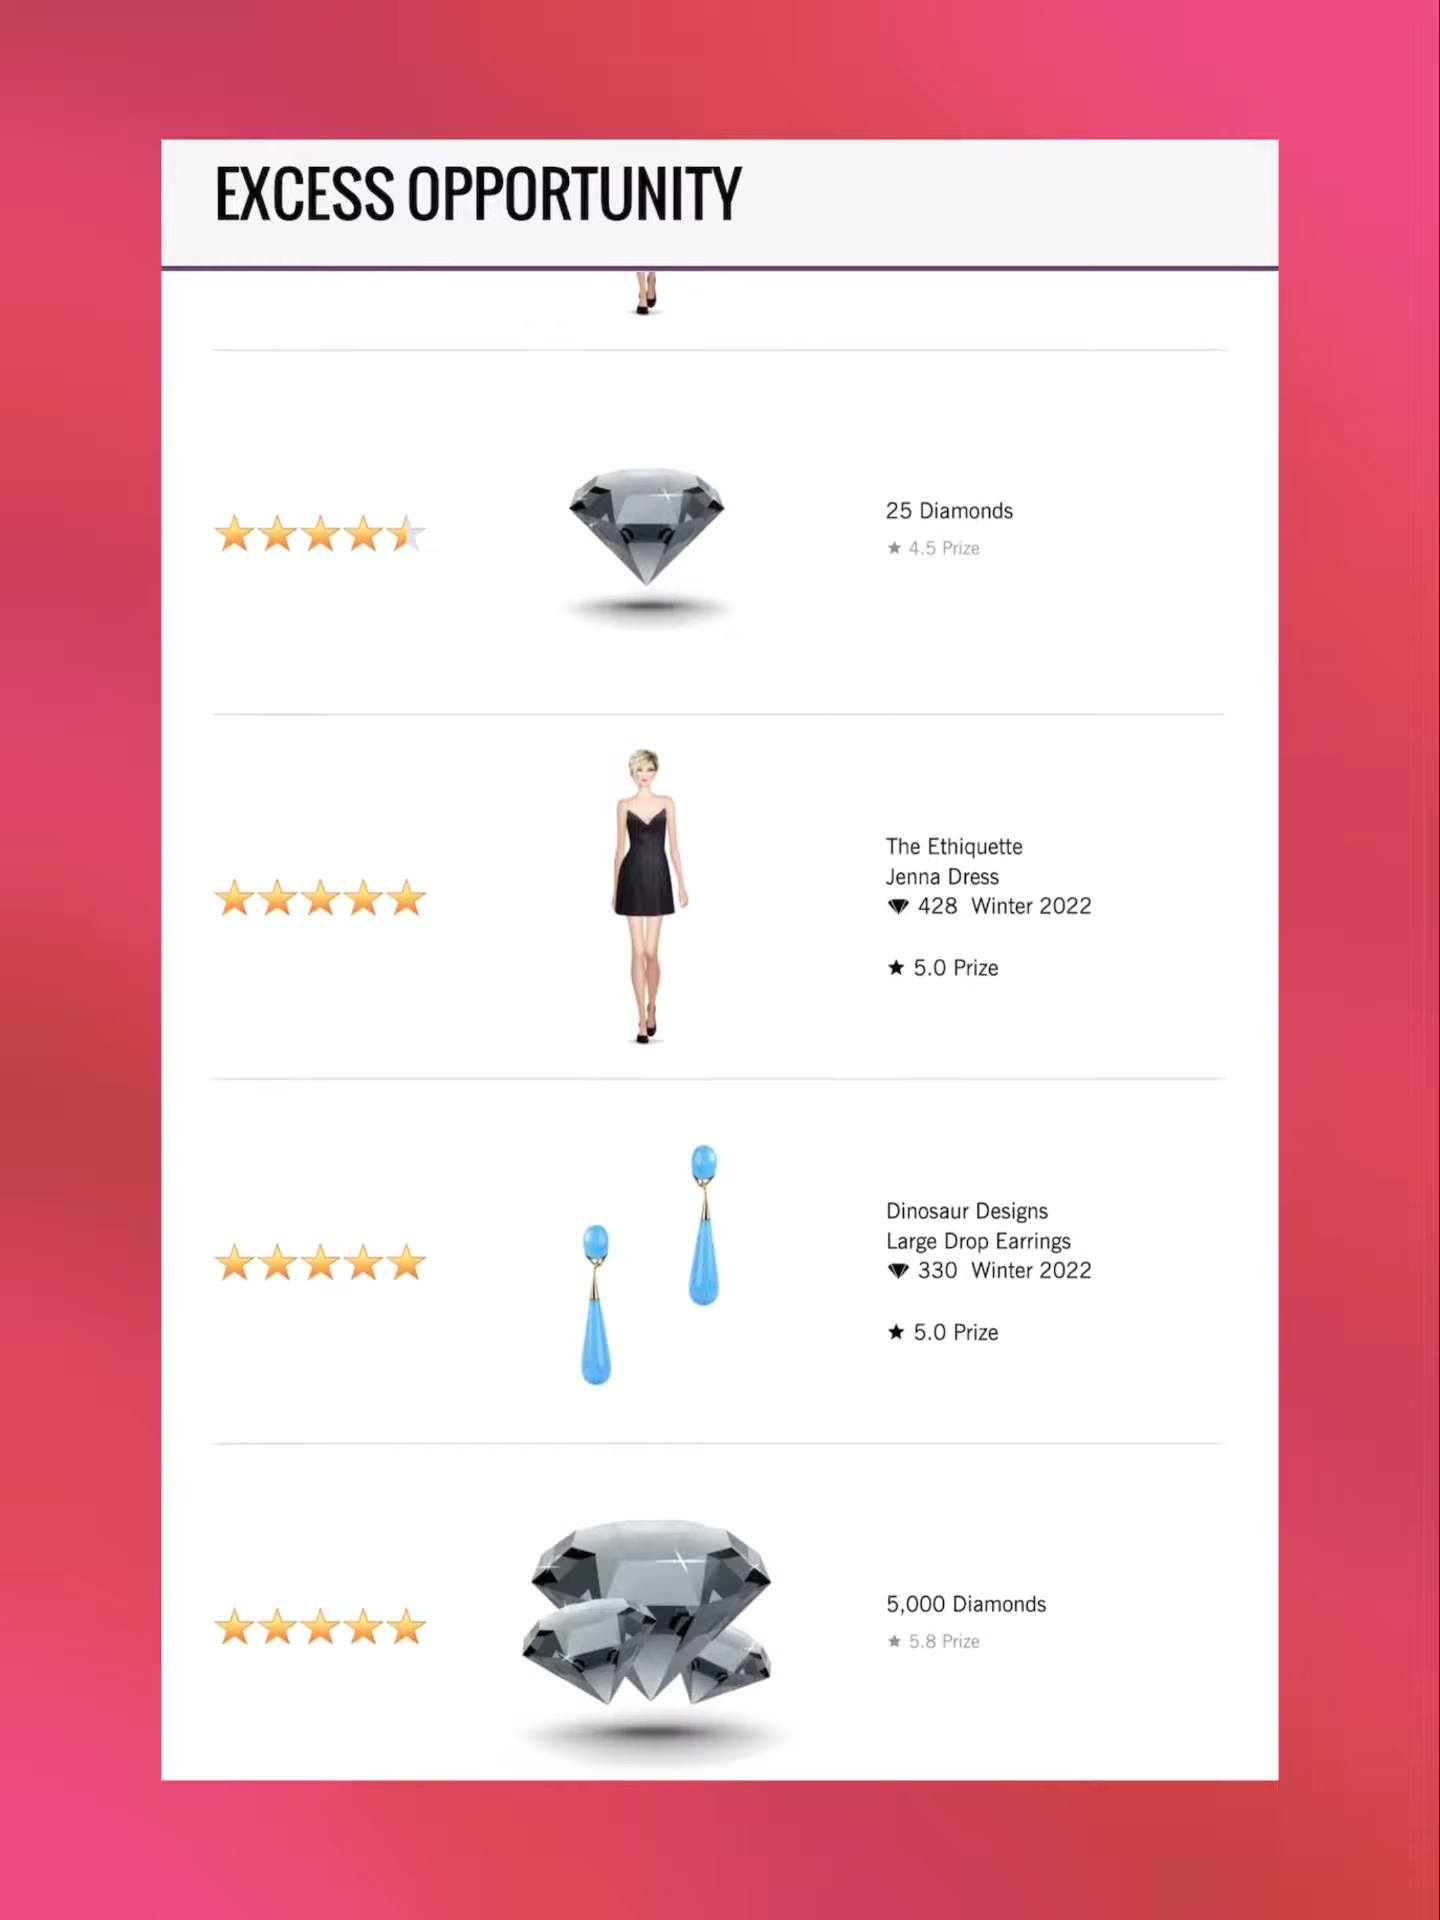 EXCESS OPPORTUNITY
25 Diamonds
★ 4.5 Prize
The Ethiquette
Jenna Dress
428 Winter 2022
★ 5.0 Prize
Dinosaur Designs
Large Drop Earrings
330 Winter 2022
★ 5.0 Prize
5,000 Diamonds
★ 5.8 Prize